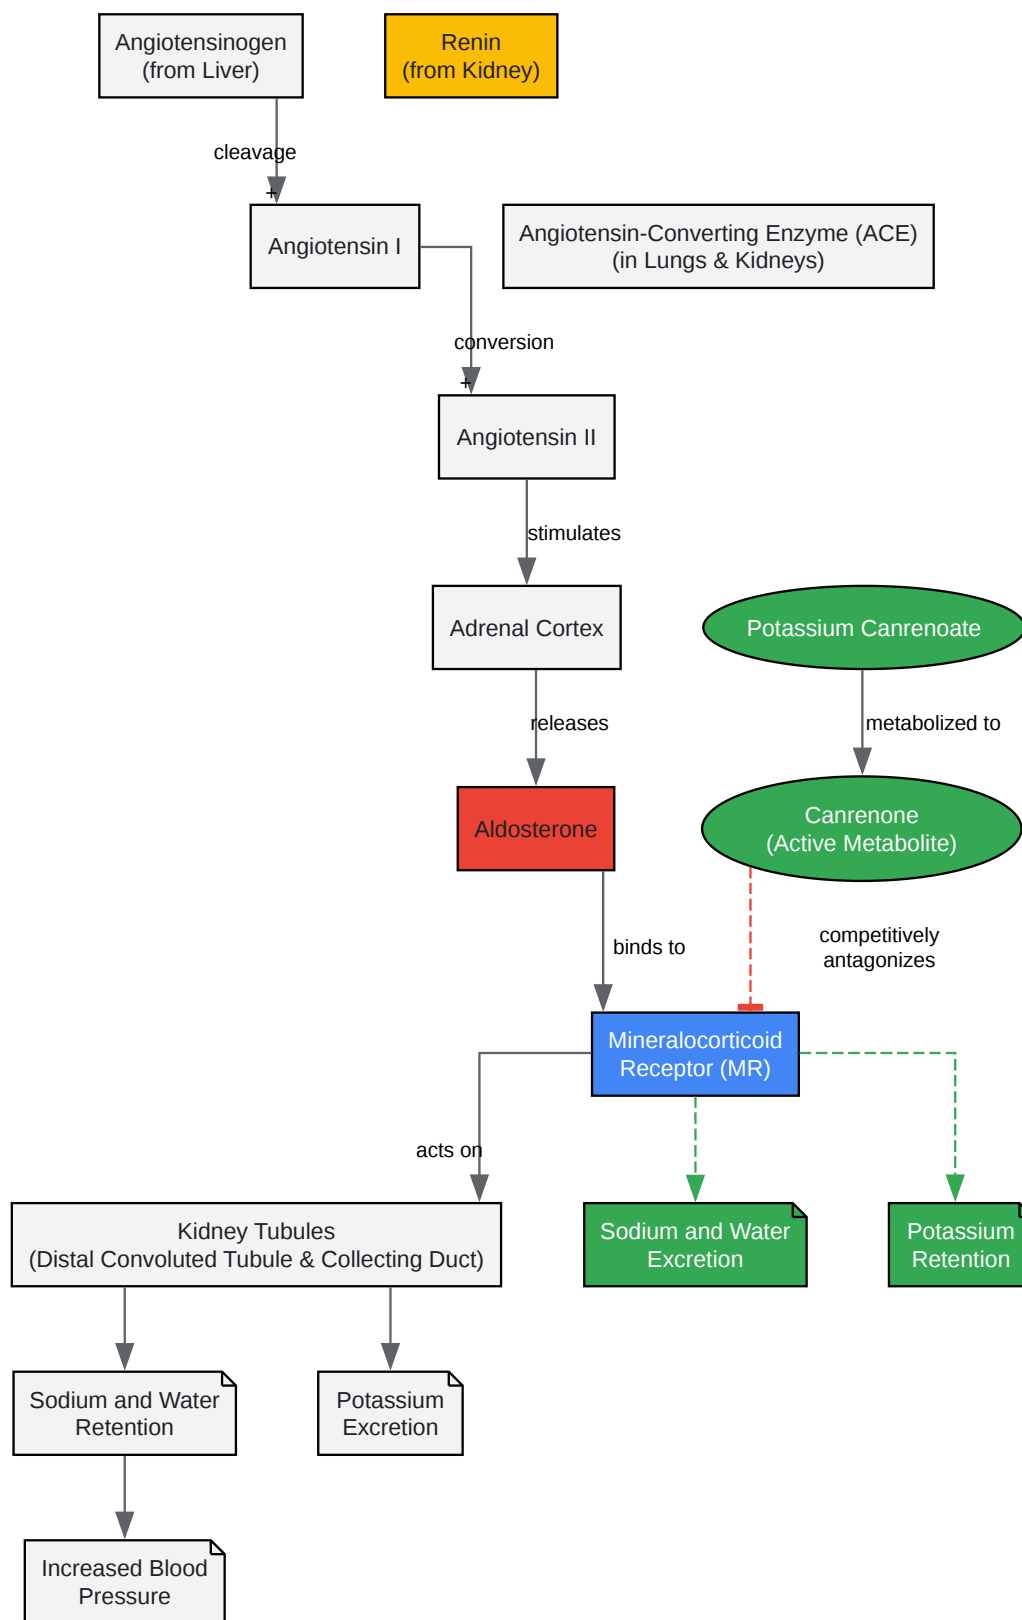 Angiotensinogen
(from Liver)
Renin
(from Kidney)
cleavage
+
Angiotensin I
Angiotensin-Converting Enzyme (ACE)
(in Lungs & Kidneys)
conversion
+
Angiotensin II
stimulates
Adrenal Cortex
Potassium Canrenoate
releases
metabolized to
Aldosterone
Canrenone
(Active Metabolite)
binds to
competitively
antagonizes
Mineralocorticoid
Receptor (MR)
acts on
Kidney Tubules
(Distal Convoluted Tubule & Collecting Duct)
Sodium and Water
Excretion
Potassium
Retention
Sodium and Water
Retention
Potassium
Excretion
Increased Blood
Pressure